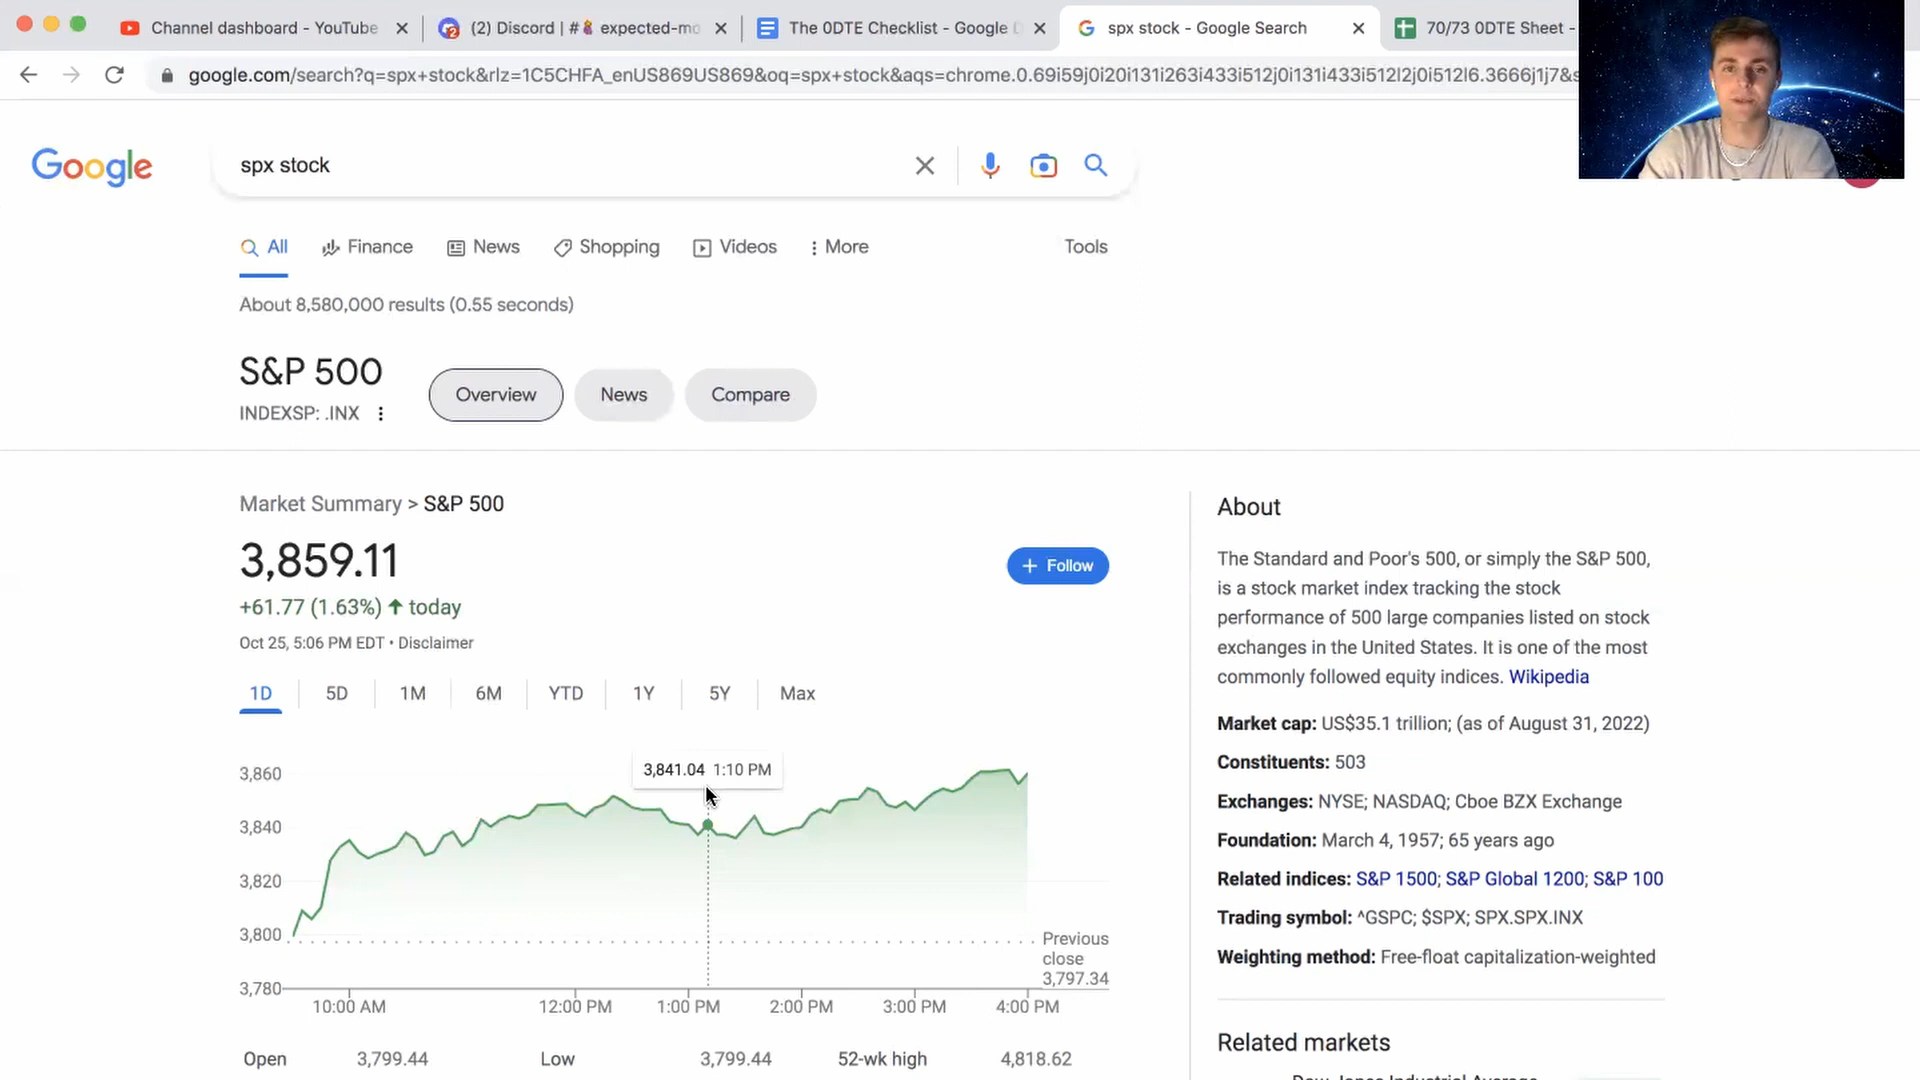 Channel dashboard - YouTube
(2) Discord | # expected-mo
The 0DTE Checklist - Google D
spx stock - Google Search
70/73 0DTE Sheet -
google.com/search?q=spx+stock&rlz=1C5CHFA_enUS869US869&oq=spx+stock&aqs=chrome.0.69i59j0i20i131i263i433i512j0i131i433i512l2j0i512l6.3666j1j7&s
Google
spx stock
All
Finance
News
Shopping
Videos
More
Tools
About 8,580,000 results (0.55 seconds)
S&P 500
INDEXSP: .INX
Overview
News
Compare
Market Summary > S&P 500
3,859.11
+ Follow
+61.77 (1.63%) today
Oct 25, 5:06 PM EDT • Disclaimer
1D
5D
1M
6M
YTD
1Y
5Y
Max
3,841.04 1:10 PM
3,860
3,840
3,820
3,800
3,780
Previous
close
3,797.34
10:00 AM
12:00 PM
1:00 PM
2:00 PM
3:00 PM
4:00 PM
Open 3,799.44
Low 3,799.44
52-wk high 4,818.62
About
The Standard and Poor's 500, or simply the S&P 500,
is a stock market index tracking the stock
performance of 500 large companies listed on stock
exchanges in the United States. It is one of the most
commonly followed equity indices. Wikipedia
Market cap: US$35.1 trillion; (as of August 31, 2022)
Constituents: 503
Exchanges: NYSE; NASDAQ; Cboe BZX Exchange
Foundation: March 4, 1957; 65 years ago
Related indices: S&P 1500; S&P Global 1200; S&P 100
Trading symbol: ^GSPC; $SPX; SPX.SPX.INX
Weighting method: Free-float capitalization-weighted
Related markets
Dow Jones Industrial Average